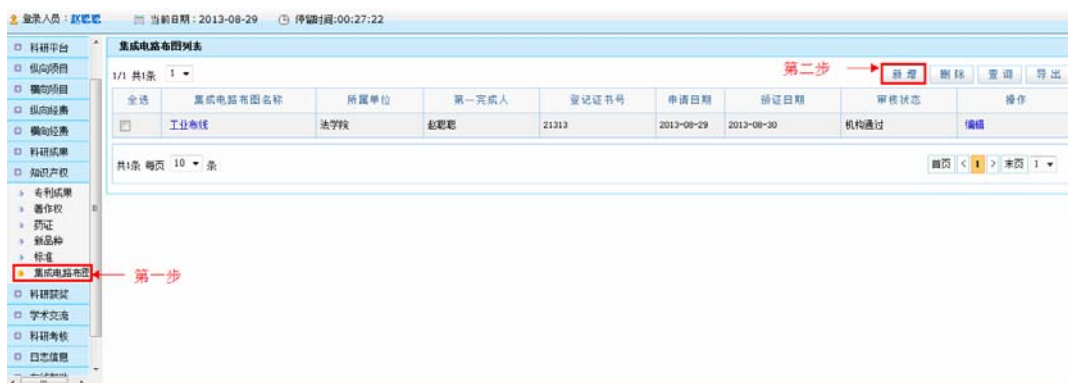 登录人员：赵聪聪 当前日期：2013-08-29 停留时间:00:27:22
科研平台
纵向项目
横向项目
纵向经费
横向经费
科研成果
知识产权
专利成果
著作权
药证
新品种
标准
集成电路布图
科研获奖
学术交流
科研考核
日志信息
集成电路布图列表
1/1 共1条 1
第二步
新增 删除 查询 导出
全选 集成电路布图名称 所属单位 第一完成人 登记证书号 申请日期 颁证日期 审核状态 操作
工业布线 法学院 赵聪聪 21313 2013-08-29 2013-08-30 机构通过 编辑
共1条 每页 10 条
首页 < 1 > 末页 1
第一步